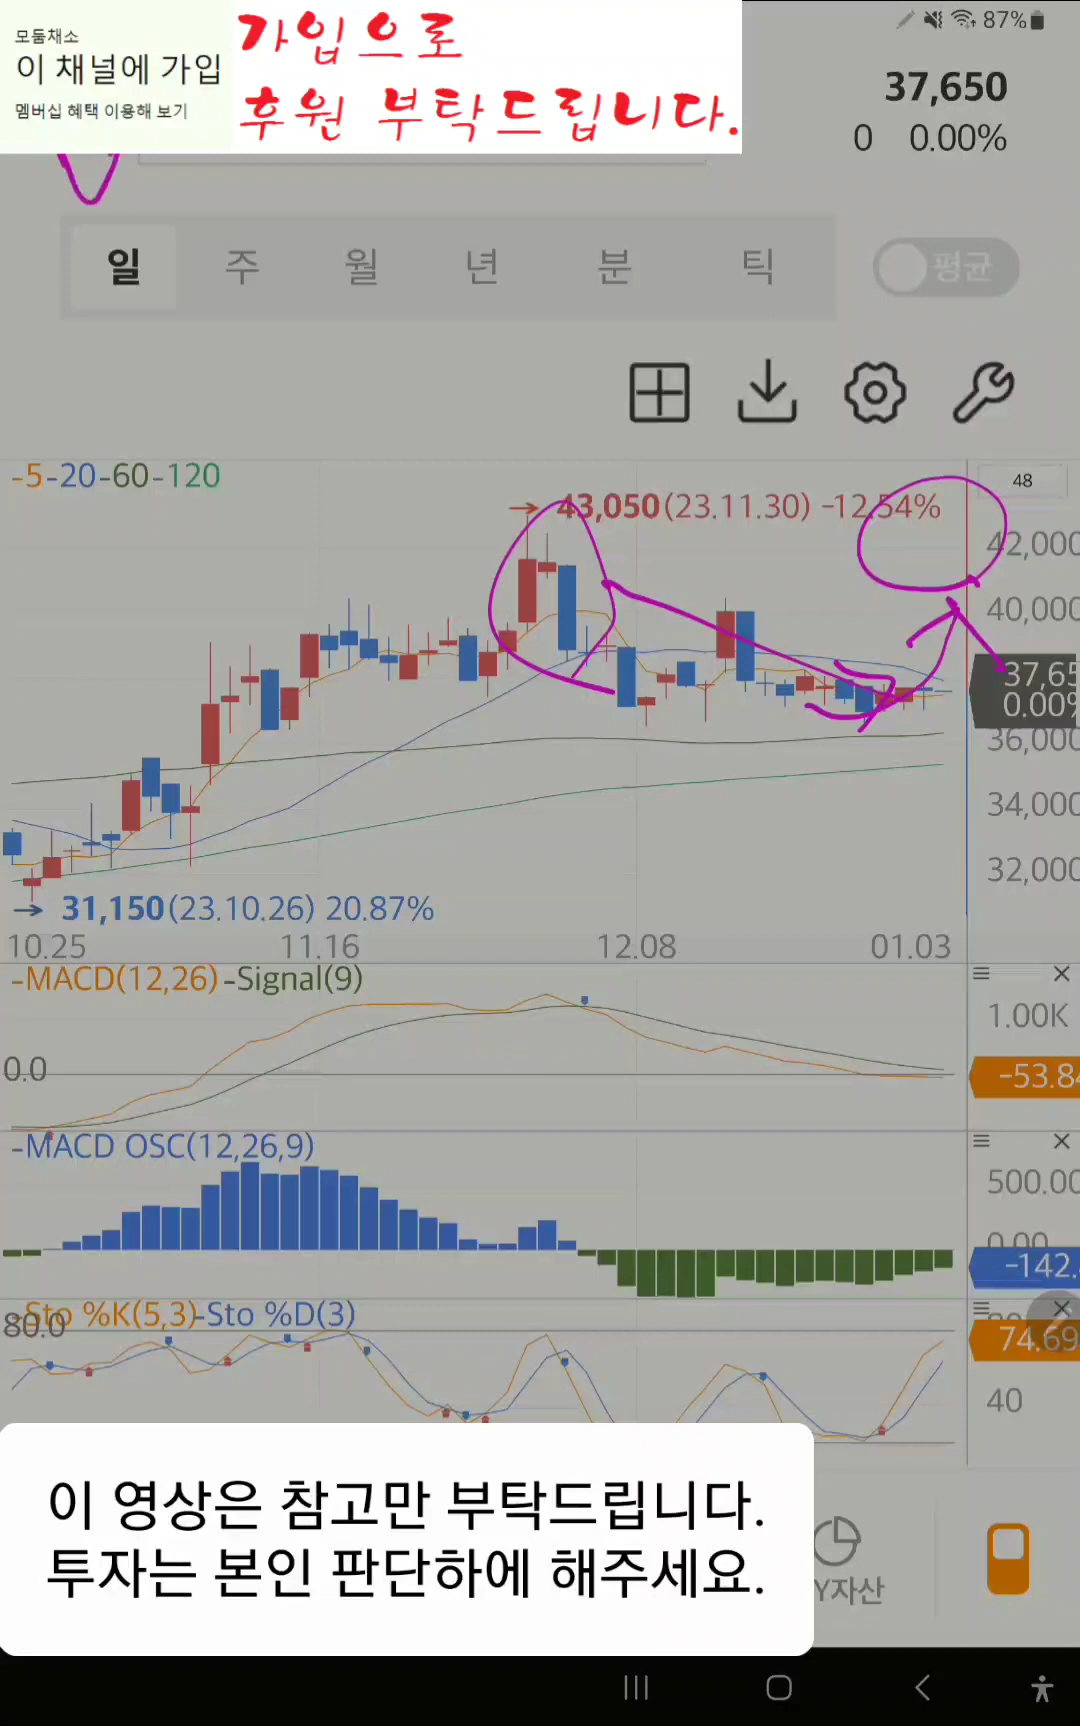 모둠채소
이 채널에 가입
멤버십 혜택 이용해 보기
가입으로
후원 부탁드립니다.
87%
37,650
0 0.00%
일 주 월 년 분 틱 평균
-5-20-60-120
48
43,050(23.11.30) -12.54%
42,000
40,000
37,65
0.00%
36,000
34,000
32,000
31,150(23.10.26) 20.87%
10.25 11.16 12.08 01.03
-MACD(12,26)-Signal(9)
1.00K
0.0
-53.84
-MACD OSC(12,26,9)
500.00
0.00
-142.
-Sto %K(5,3)-Sto %D(3)
80.0
74.69
40
이 영상은 참고만 부탁드립니다.
투자는 본인 판단하에 해주세요.
Y자산